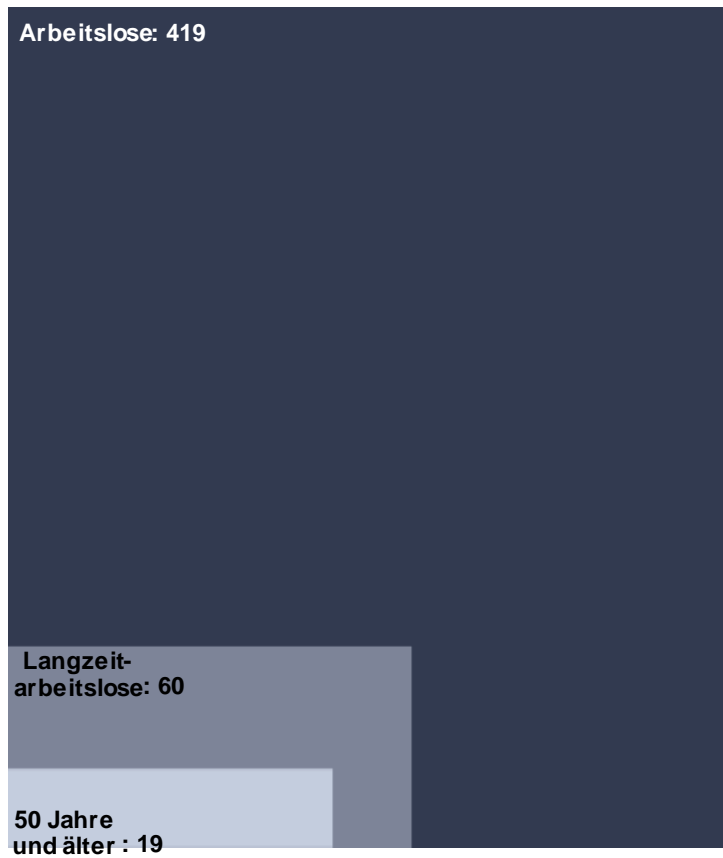 Arbeitslose: 419
Langzeit-
arbeitslose: 60
50 Jahre
und älter : 19